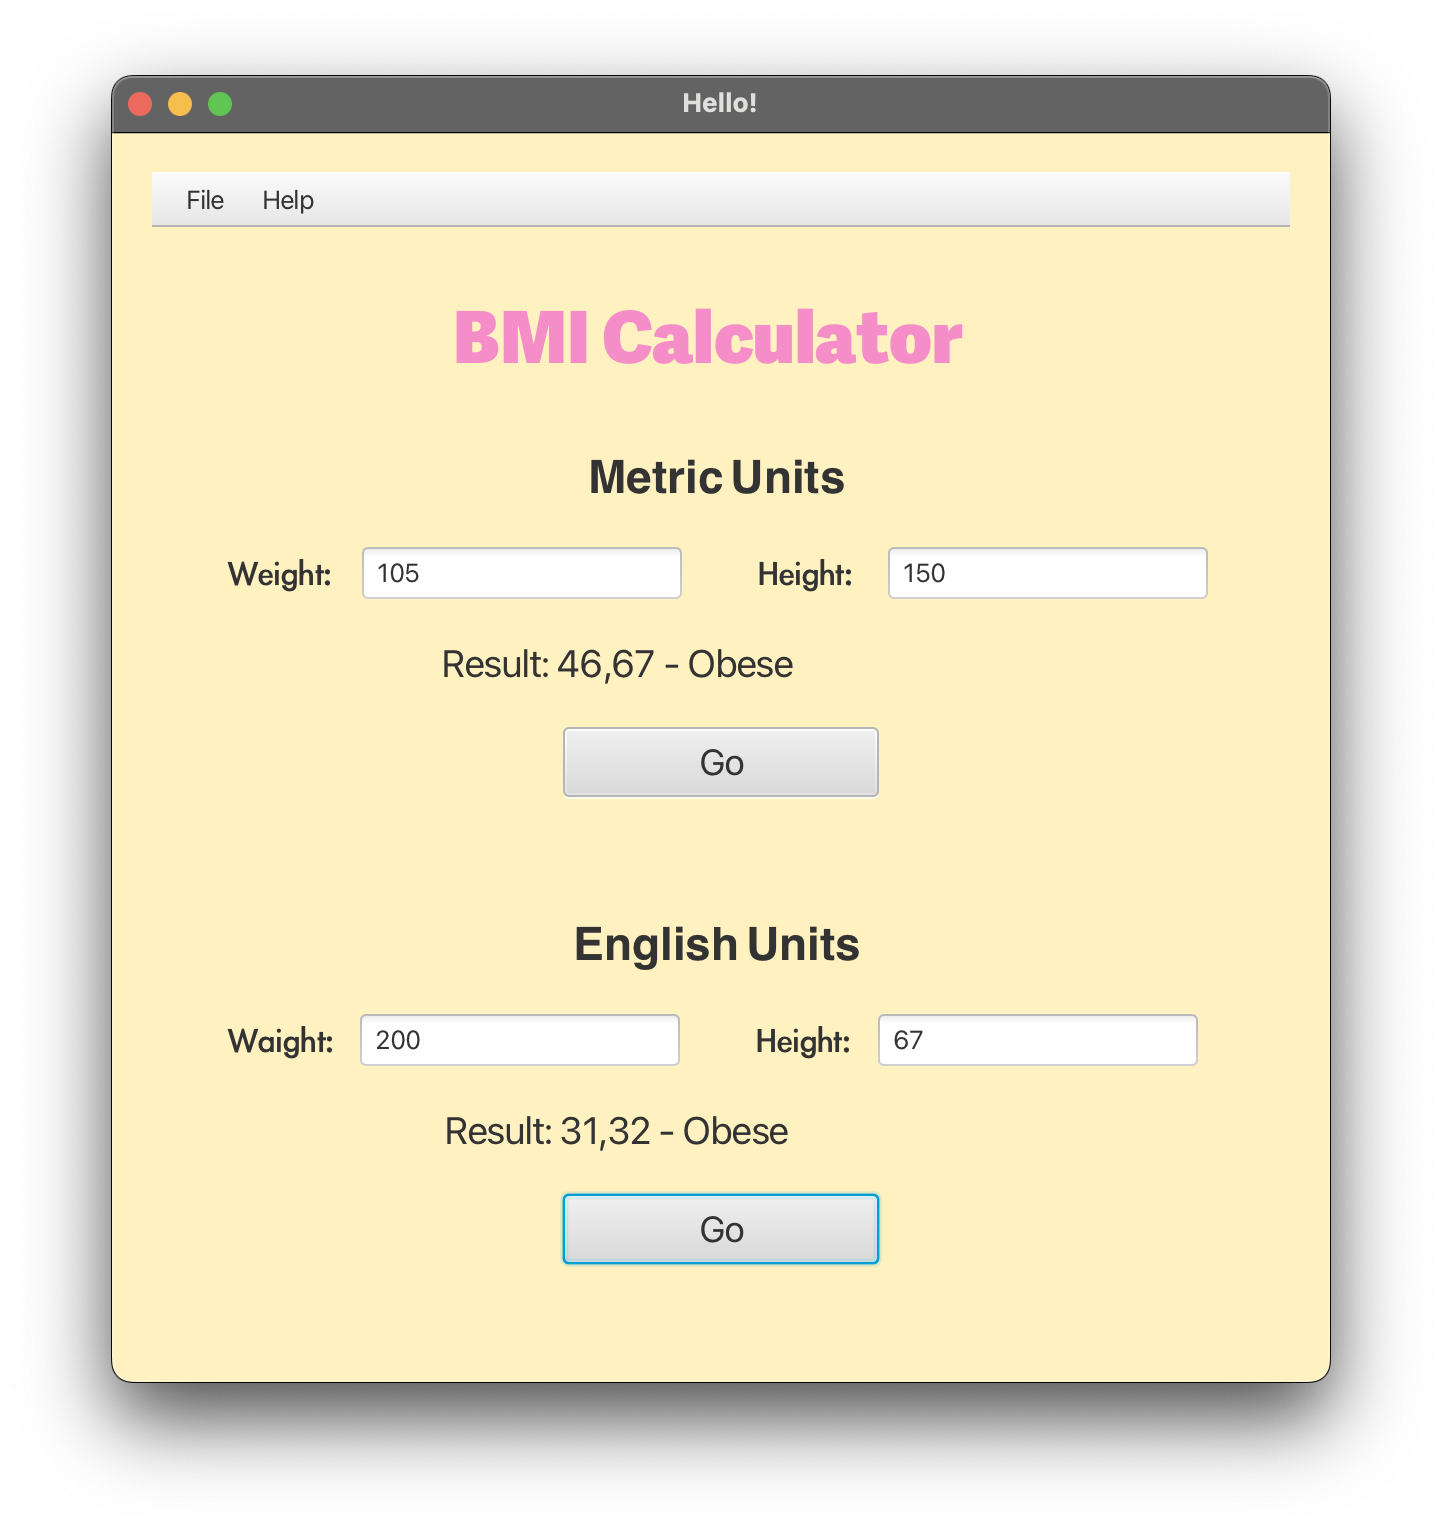 Hello!
File Help
BMI Calculator
Metric Units
Weight: 105 Height: 150
Result: 46,67 - Obese
Go
English Units
Waight: 200 Height: 67
Result: 31,32 - Obese
Go